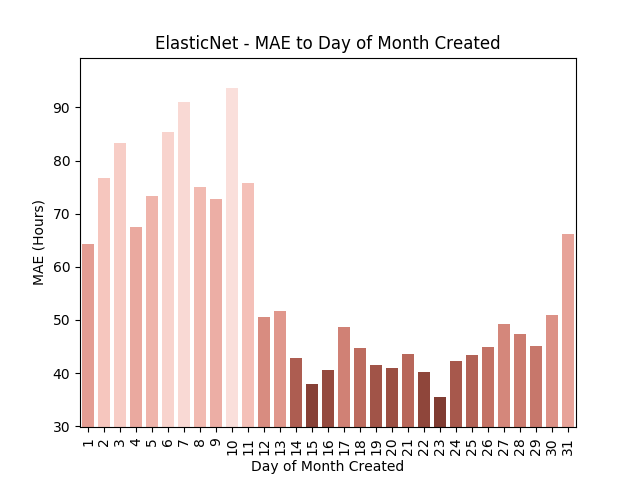 ElasticNet - MAE to Day of Month Created
MAE (Hours)
90
80
70
60
50
40
30
1 2 3 4 5 6 7 8 9 10 11 12 13 14 15 16 17 18 19 20 21 22 23 24 25 26 27 28 29 30 31
Day of Month Created